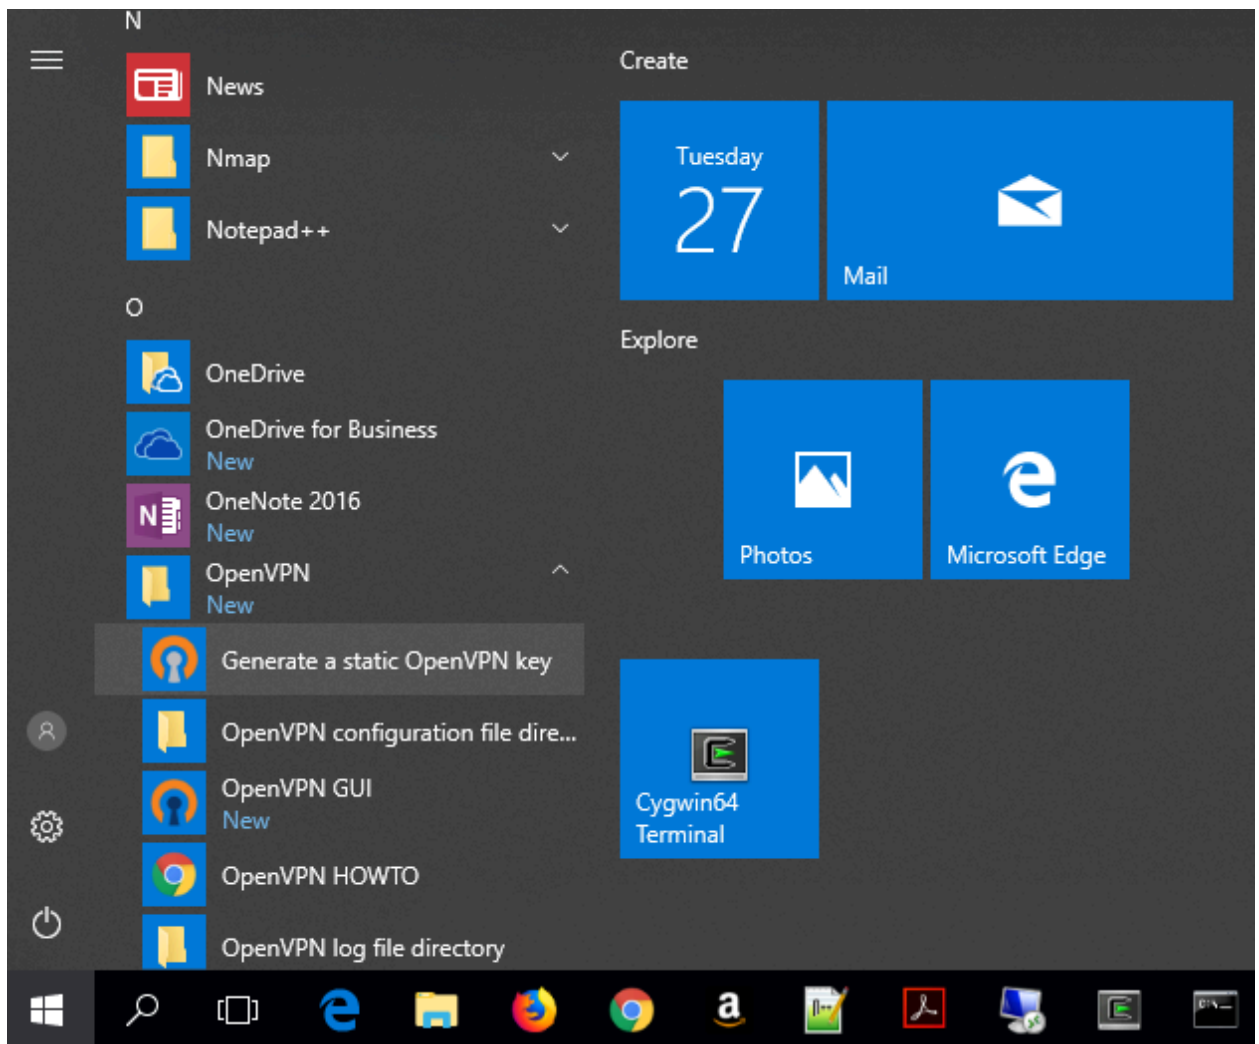 N
News
Nmap
Notepad++
O
OneDrive
OneDrive for Business
New
OneNote 2016
New
OpenVPN
New
Generate a static OpenVPN key
OpenVPN configuration file dire...
OpenVPN GUI
New
OpenVPN HOWTO
OpenVPN log file directory
Create
Tuesday
27
Mail
Explore
Photos
Microsoft Edge
Cygwin64
Terminal